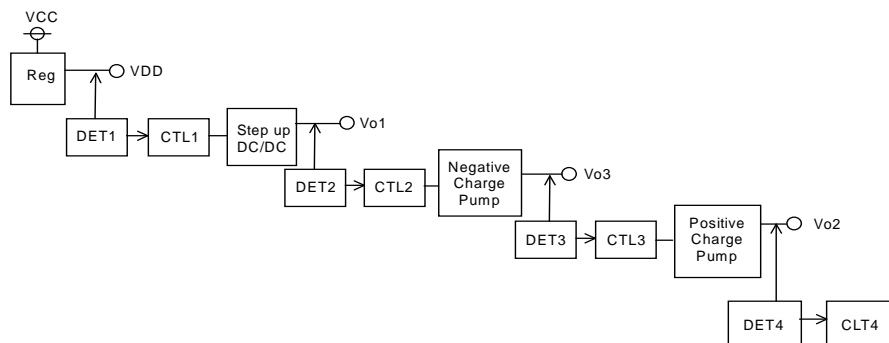 VCC
Reg
VDD
DET1
CTL1
Step up
DC/DC
Vo1
DET2
CTL2
Negative
Charge
Pump
Vo3
DET3
CTL3
Positive
Charge
Pump
Vo2
DET4
CLT4